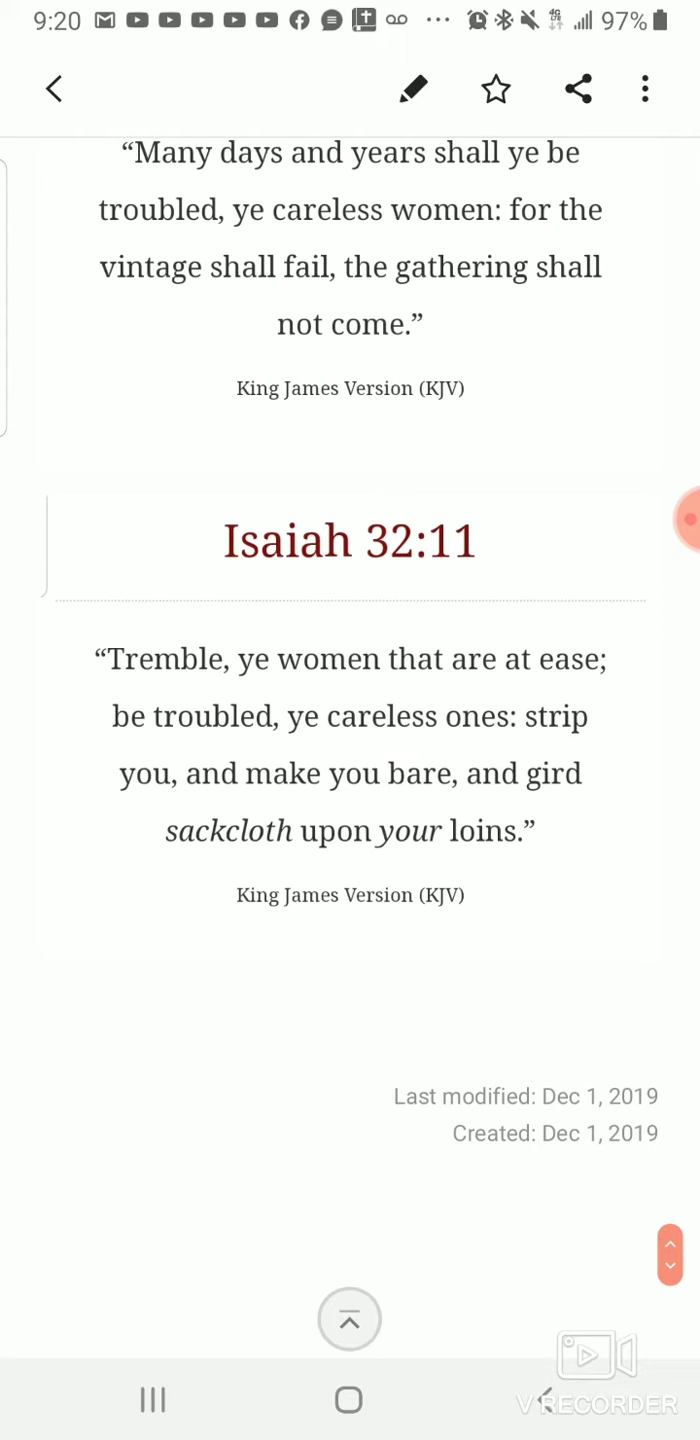 9:20 97%
“Many days and years shall ye be
troubled, ye careless women: for the
vintage shall fail, the gathering shall
not come.”
King James Version (KJV)
Isaiah 32:11
“Tremble, ye women that are at ease;
be troubled, ye careless ones: strip
you, and make you bare, and gird
sackcloth upon your loins.”
King James Version (KJV)
Last modified: Dec 1, 2019
Created: Dec 1, 2019
V RECORDER